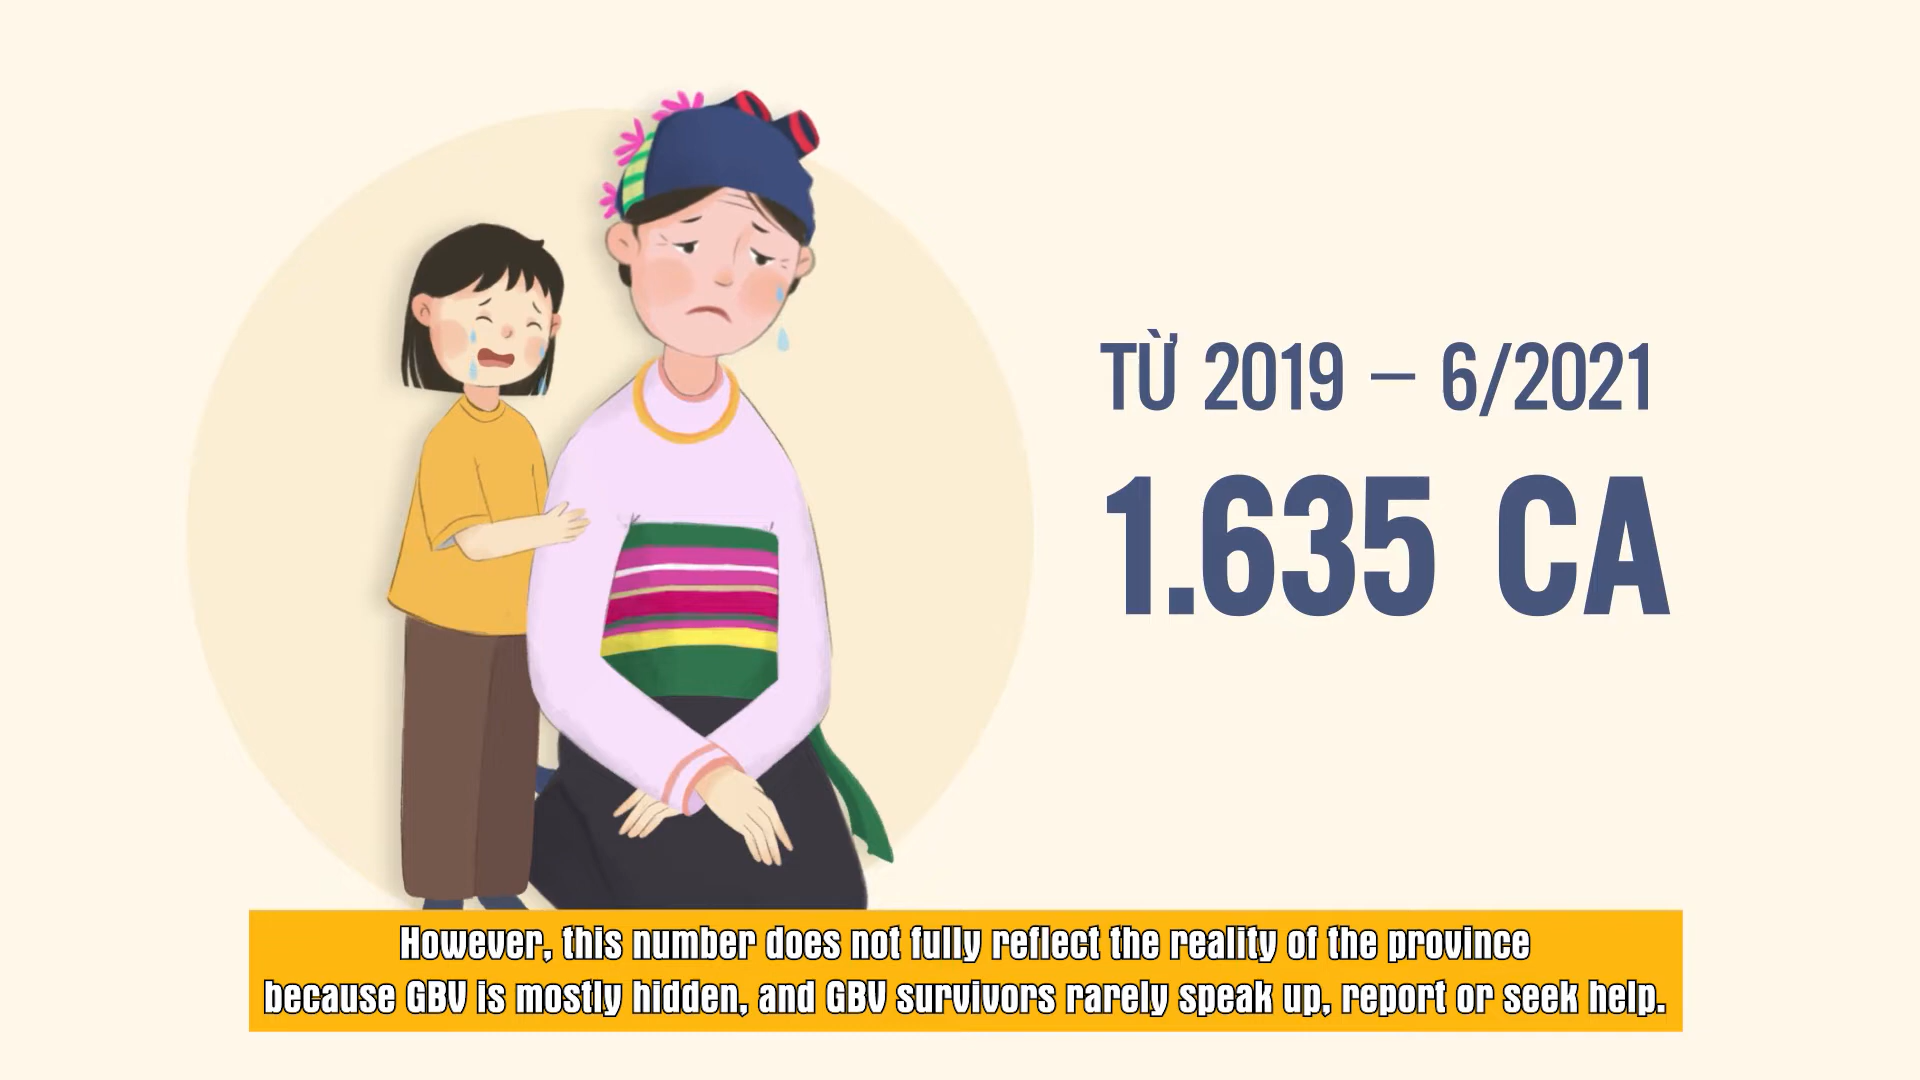 TỪ 2019 – 6/2021
1.635 CA
However, this number does not fully reflect the reality of the province
because GBV is mostly hidden, and GBV survivors rarely speak up, report or seek help.